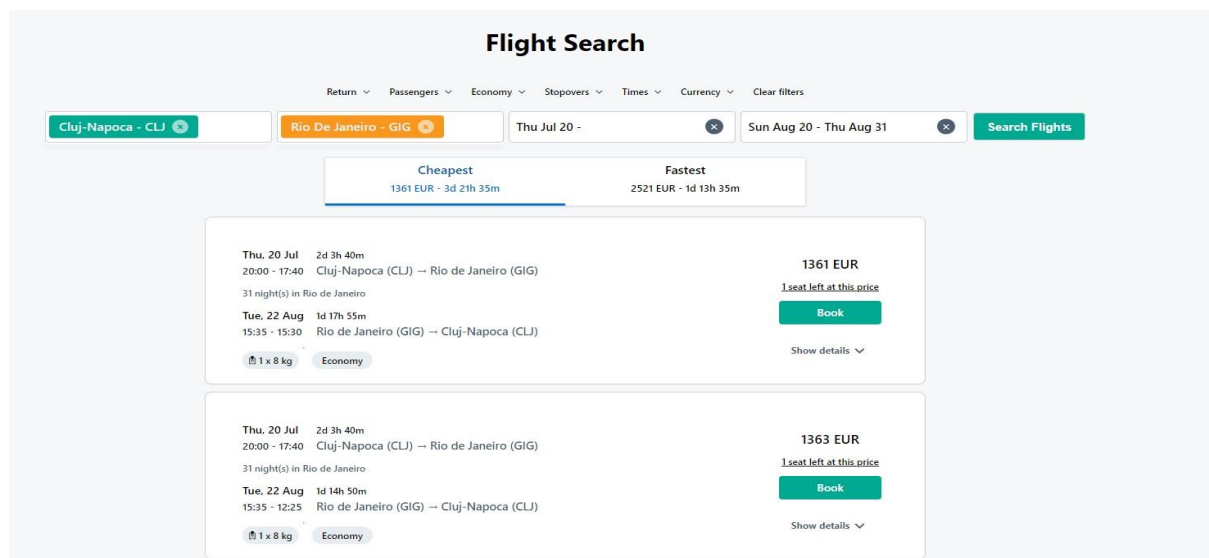 Flight Search
Return Passengers Economy Stopovers Times Currency Clear filters
Cluj-Napoca - CLJ Rio De Janeiro - GIG Thu Jul 20 - Sun Aug 20 - Thu Aug 31 Search Flights
Cheapest Fastest
1361 EUR - 3d 21h 35m 2521 EUR - 1d 13h 35m
Thu, 20 Jul 2d 3h 40m
20:00 - 17:40 Cluj-Napoca (CLJ) → Rio de Janeiro (GIG)
31 night(s) in Rio de Janeiro
Tue, 22 Aug 1d 17h 55m
15:35 - 15:30 Rio de Janeiro (GIG) → Cluj-Napoca (CLJ)
1 x 8 kg Economy
1361 EUR
1 seat left at this price
Book
Show details
Thu, 20 Jul 2d 3h 40m
20:00 - 17:40 Cluj-Napoca (CLJ) → Rio de Janeiro (GIG)
31 night(s) in Rio de Janeiro
Tue, 22 Aug 1d 14h 50m
15:35 - 12:25 Rio de Janeiro (GIG) → Cluj-Napoca (CLJ)
1 x 8 kg Economy
1363 EUR
1 seat left at this price
Book
Show details